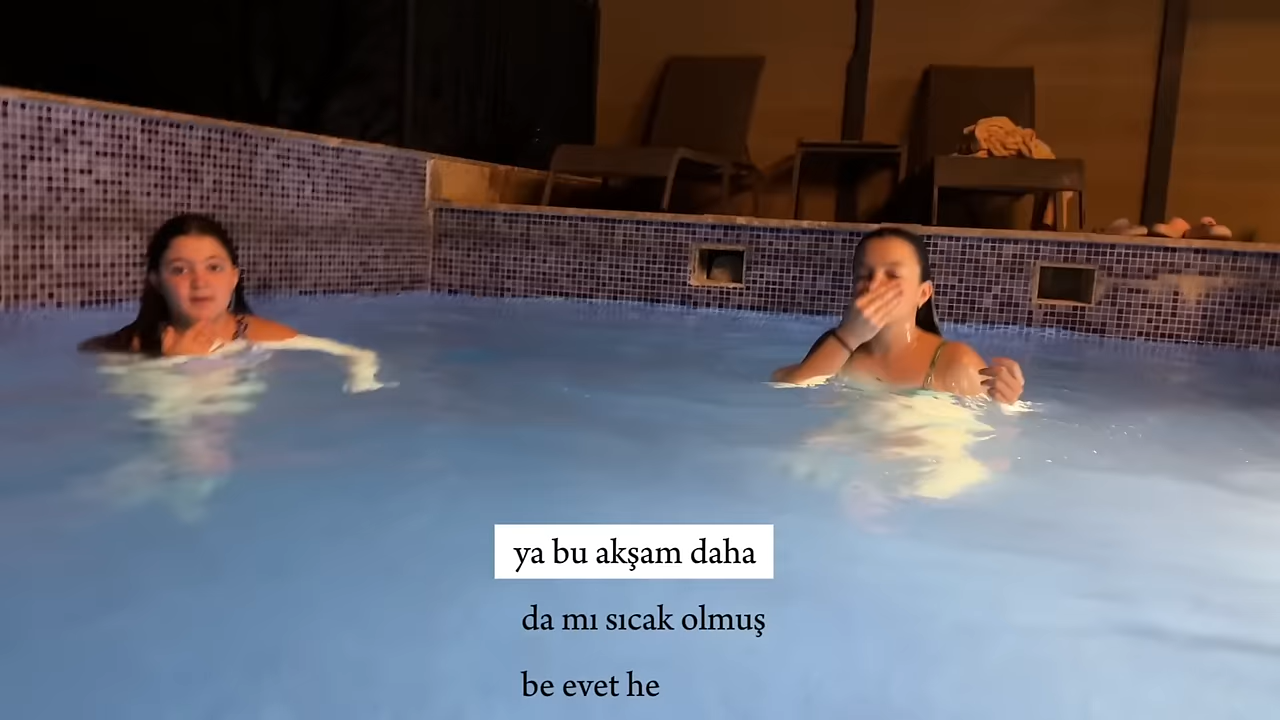 ya bu akşam daha
da mı sıcak olmuş
be evet he